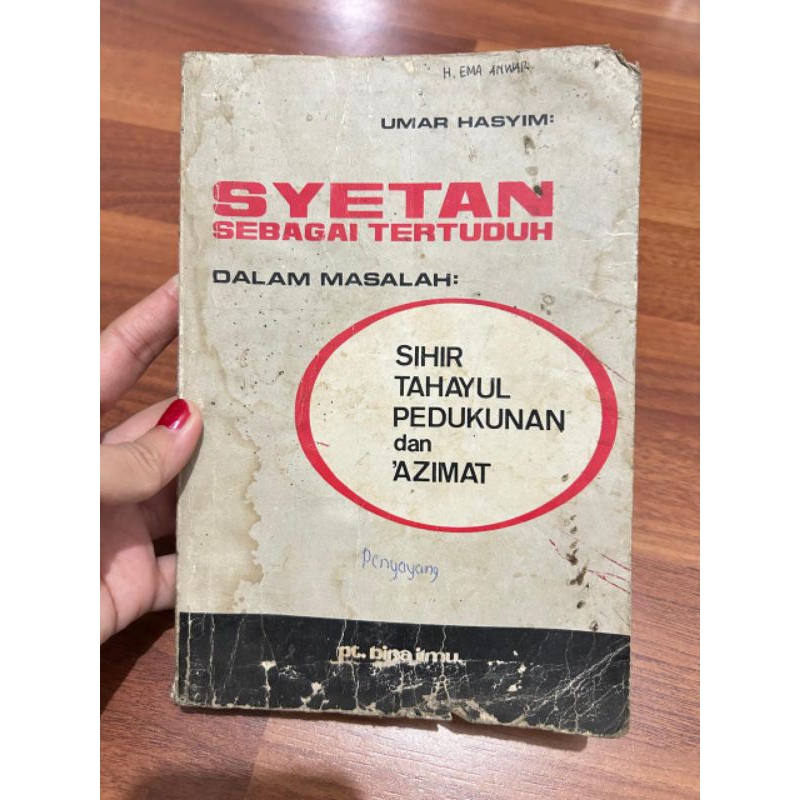 H. EMA ANWAR
UMAR HASYIM:
SYETAN
SEBAGAI TERTUDUH
DALAM MASALAH:
SIHIR
TAHAYUL
PEDUKUNAN
dan
'AZIMAT
Penyayang
pt. bina ilmu